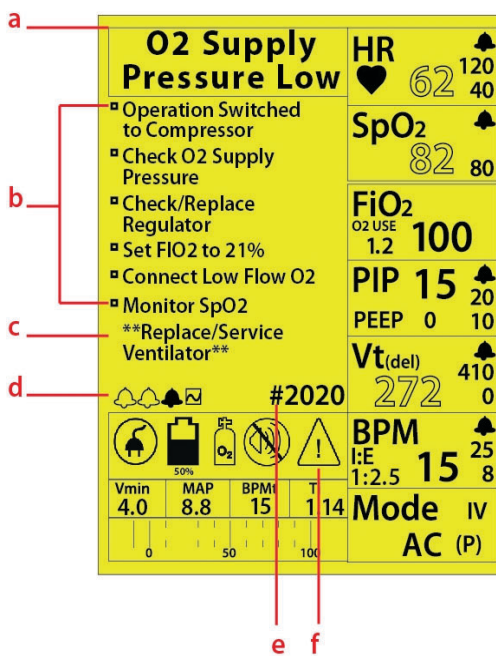 a
O2 Supply
Pressure Low
b
Operation Switched
to Compressor
Check O2 Supply
Pressure
Check/Replace
Regulator
Set FIO2 to 21%
Connect Low Flow O2
Monitor SpO2
c
**Replace/Service
Ventilator**
d
#2020
50%
O2
Vmin MAP BPMt T
4.0 8.8 15 1.14
0 50 100
HR
62
120
40
SpO2
82
80
FiO2
O2 USE
1.2 100
PIP 15
20
PEEP 0 10
Vt(del)
410
272 0
BPM
I:E
25
1:2.5 15 8
Mode IV
AC (P)
e f